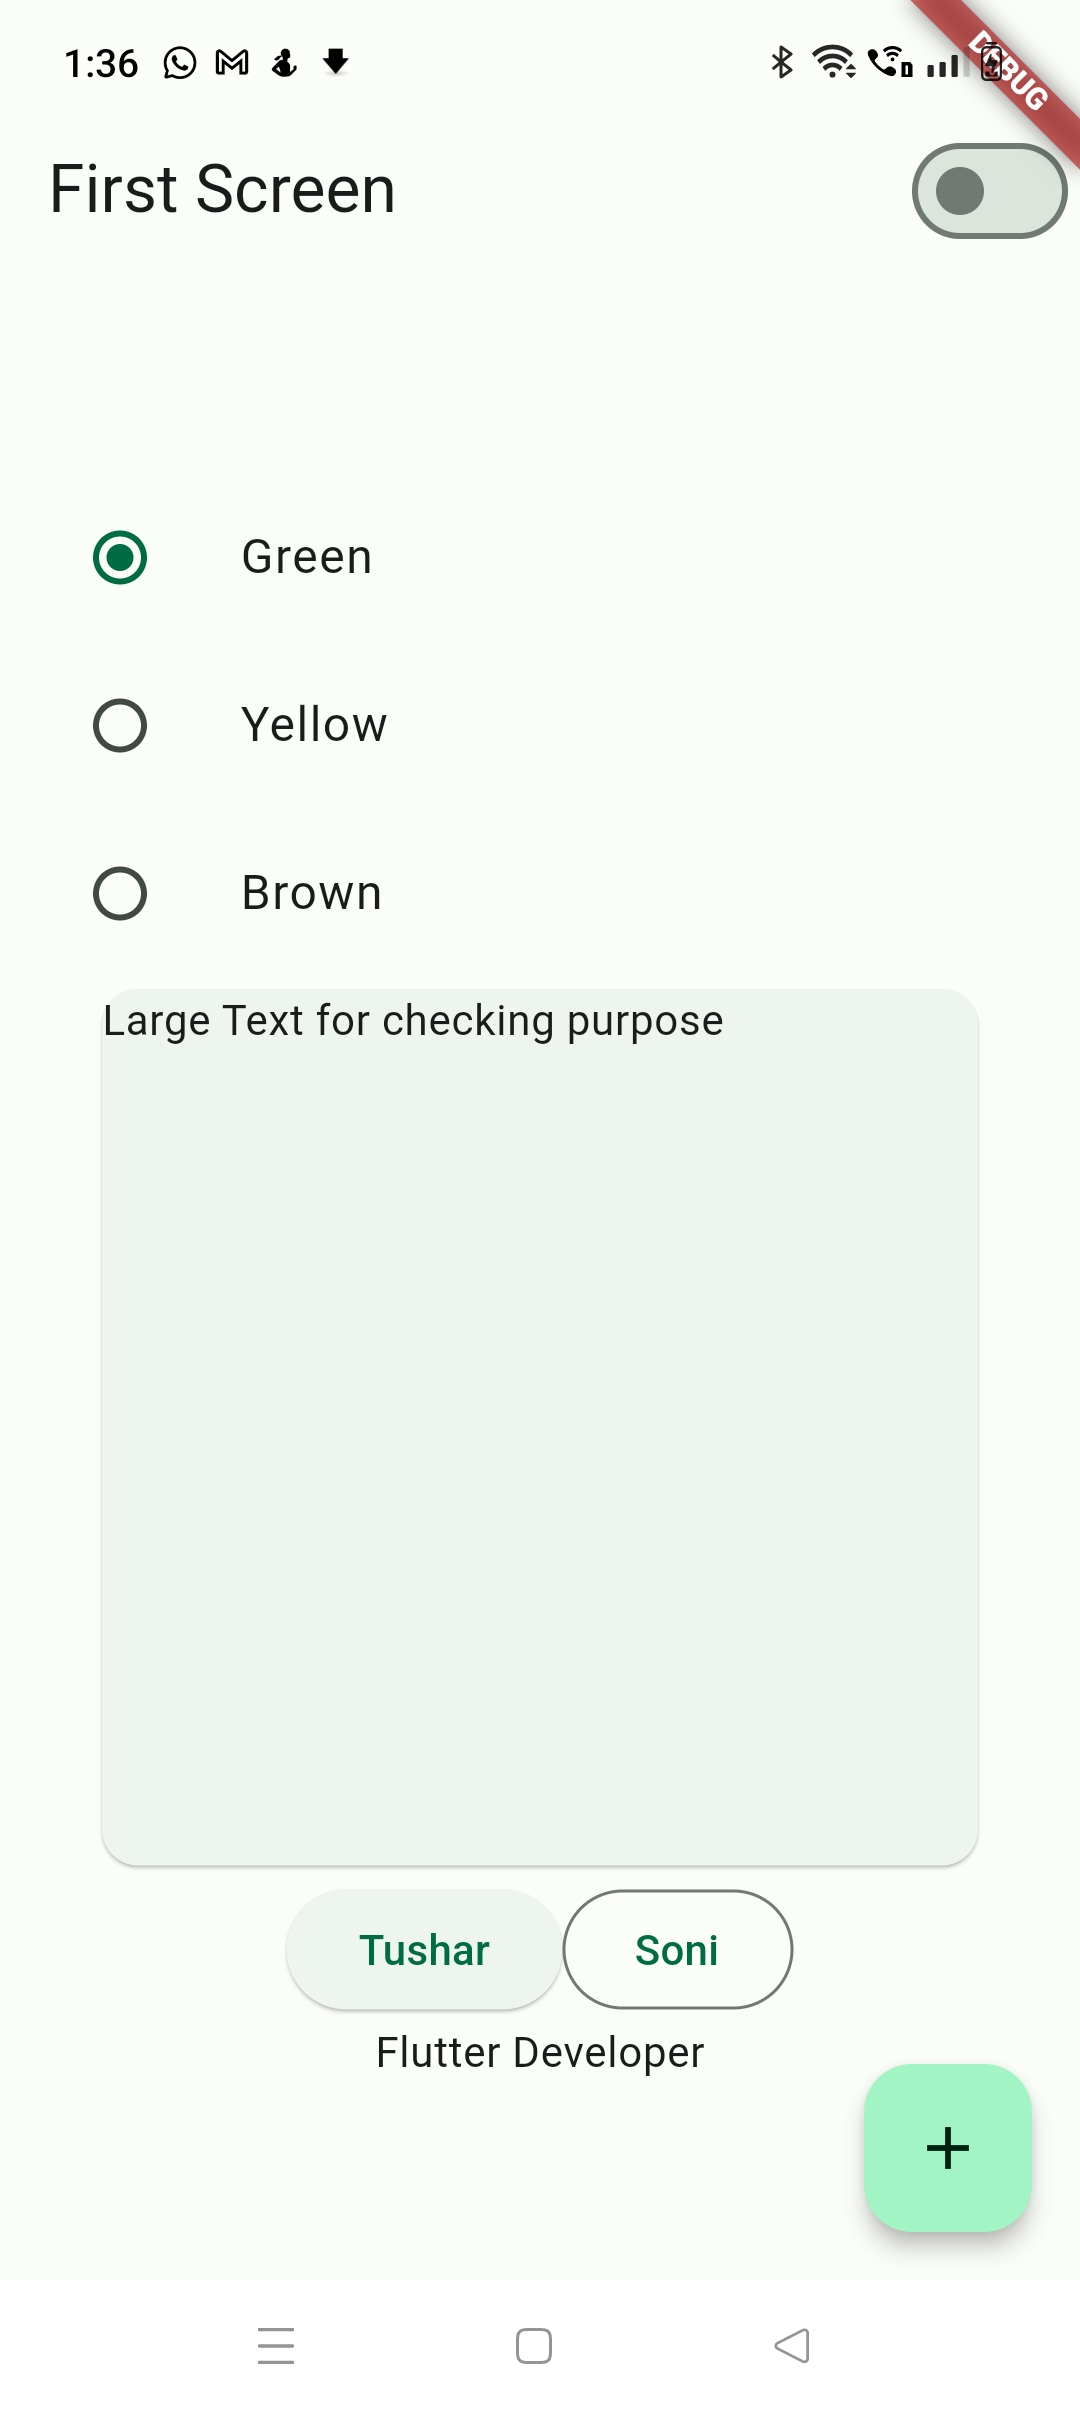 1:36
DEBUG
First Screen
Green
Yellow
Brown
Large Text for checking purpose
Tushar Soni
Flutter Developer